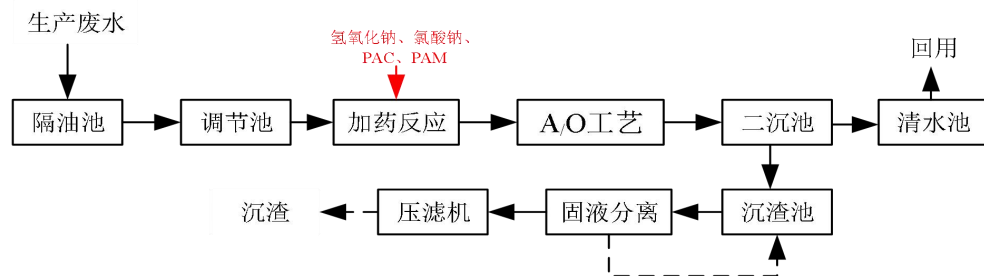 生产废水
氢氧化钠、氯酸钠、
PAC、PAM
回用
隔油池
调节池
加药反应
A/O工艺
二沉池
清水池
沉渣
压滤机
固液分离
沉渣池